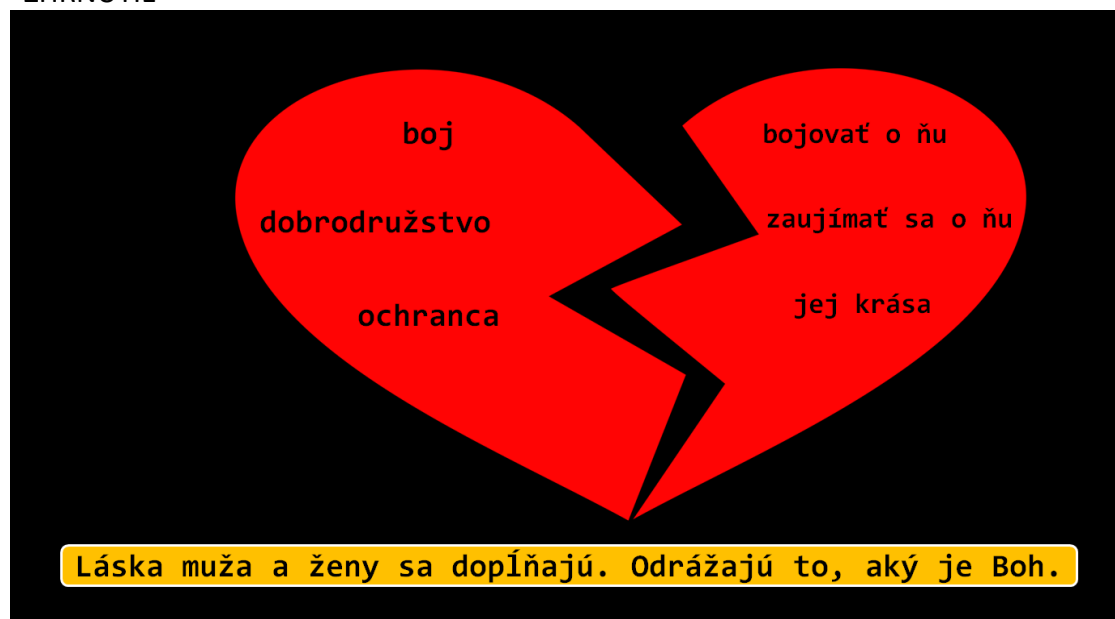 boj
dobrodružstvo
ochranca
bojovať o ňu
zaujímať sa o ňu
jej krása
Láska muža a ženy sa dopĺňajú. Odrážajú to, aký je Boh.